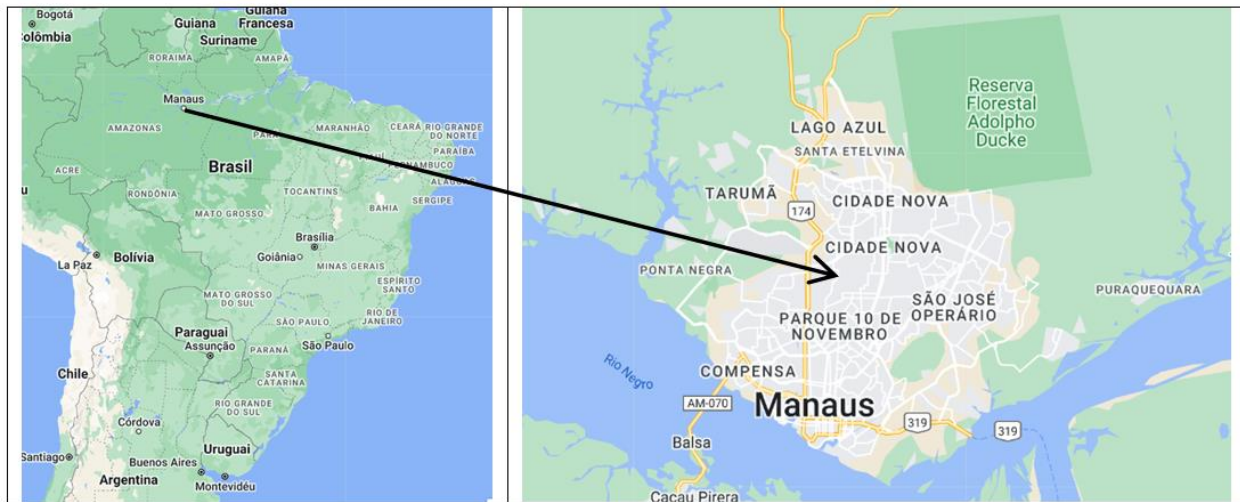 Bogotá
Colômbia
Guiana
Guiana
Francesa
Suriname
RORAIMA
AMAPÁ
Manaus
AMAZONAS
MARANHÃO
CEARÁ
RIO GRANDE
DO NORTE
PARAÍBA
PERNAMBUCO
ALAGOAS
SERGIPE
ACRE
Brasil
RONDÔNIA
TOCANTINS
MATO GROSSO
BAHIA
Brasília
Goiânia
La Paz
Bolívia
MINAS GERAIS
ESPÍRITO
SANTO
MATO GROSSO
DO SUL
RIO DE
JANEIRO
SÃO PAULO
Paraguai
Assunção
São Paulo
PARANÁ
Chile
SANTA
CATARINA
RIO GRANDE
DO SUL
Córdova
Uruguai
Santiago
Buenos Aires
Argentina
Montevidéu
Reserva
Florestal
Adolpho
Ducke
LAGO AZUL
SANTA ETELVINA
TARUMÃ
CIDADE NOVA
174
CIDADE NOVA
PONTA NEGRA
PURAQUEQUARA
SÃO JOSÉ
OPERÁRIO
PARQUE 10 DE
NOVEMBRO
Rio Negro
COMPENSA
AM-070
Manaus
319
319
Balsa
Cacau Pirera